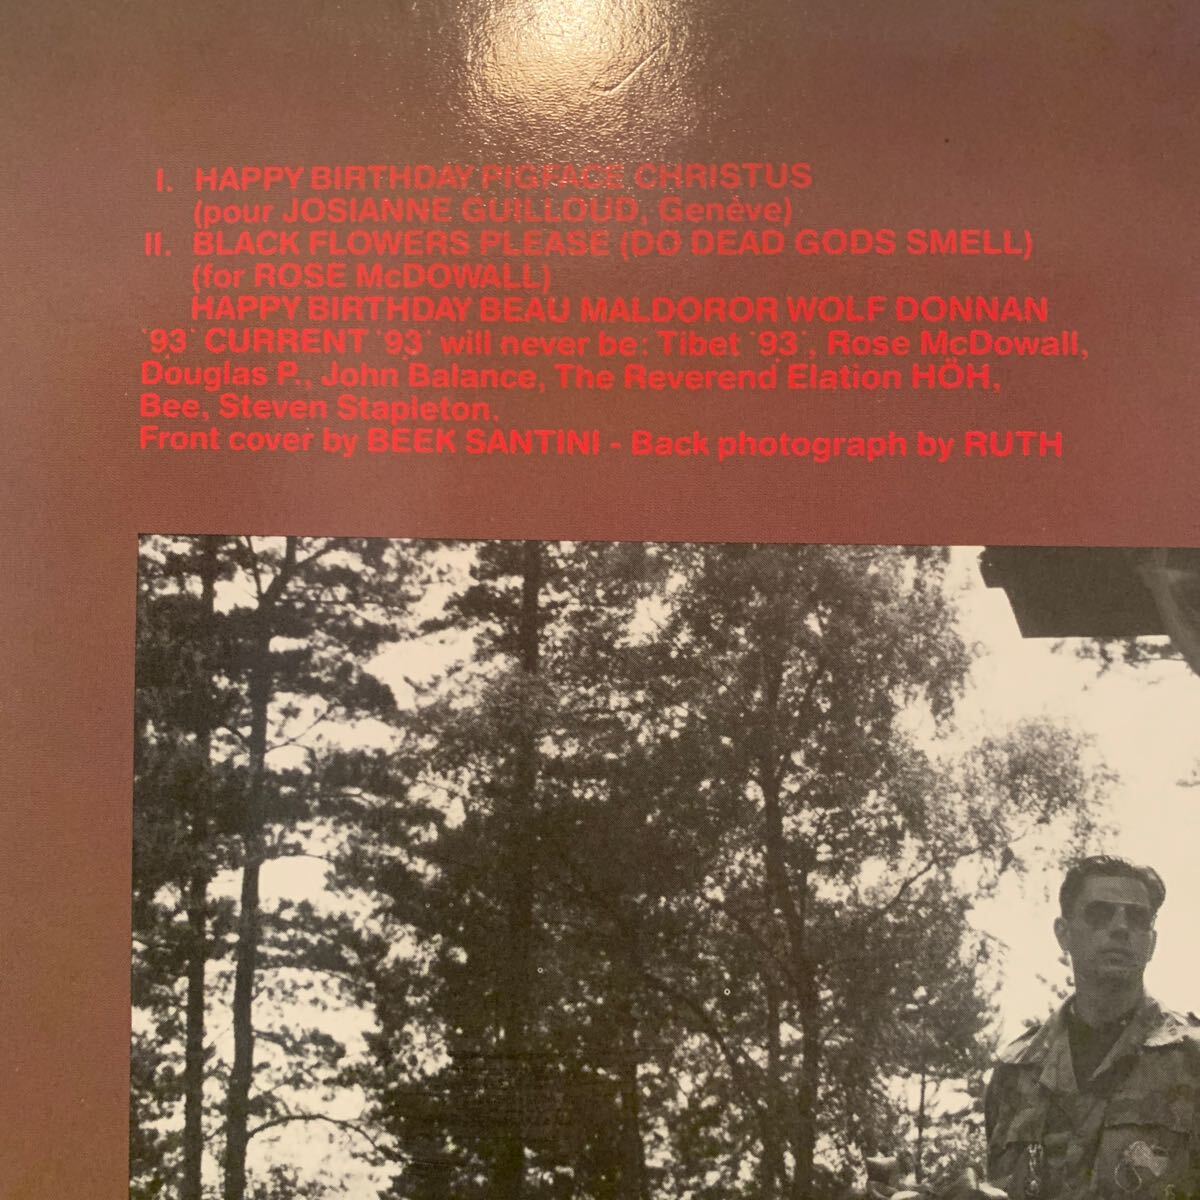 I. HAPPY BIRTHDAY PIGFACE CHRISTUS
(pour JOSIANNE GUILLOUD, Genève)
II. BLACK FLOWERS PLEASE (DO DEAD GODS SMELL)
(for ROSE McDOWALL)
HAPPY BIRTHDAY BEAU MALDOROR WOLF DONNAN
'93' CURRENT '93' will never be: Tibet '93', Rose McDowall,
Douglas P., John Balance, The Reverend Elation HÖH,
Bee, Steven Stapleton.
Front cover by BEEK SANTINI - Back photograph by RUTH